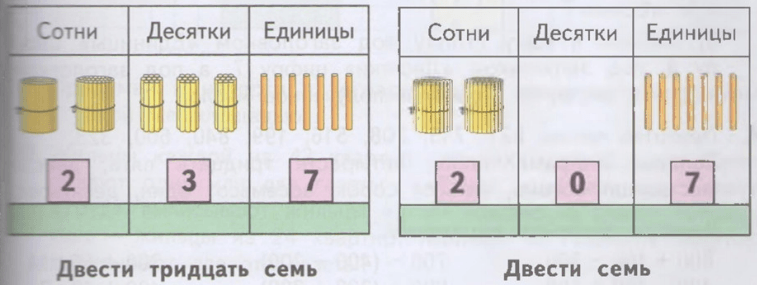 Сотни Десятки Единицы
2 3 7
Двести тридцать семь
Сотни Десятки Единицы
2 0 7
Двести семь